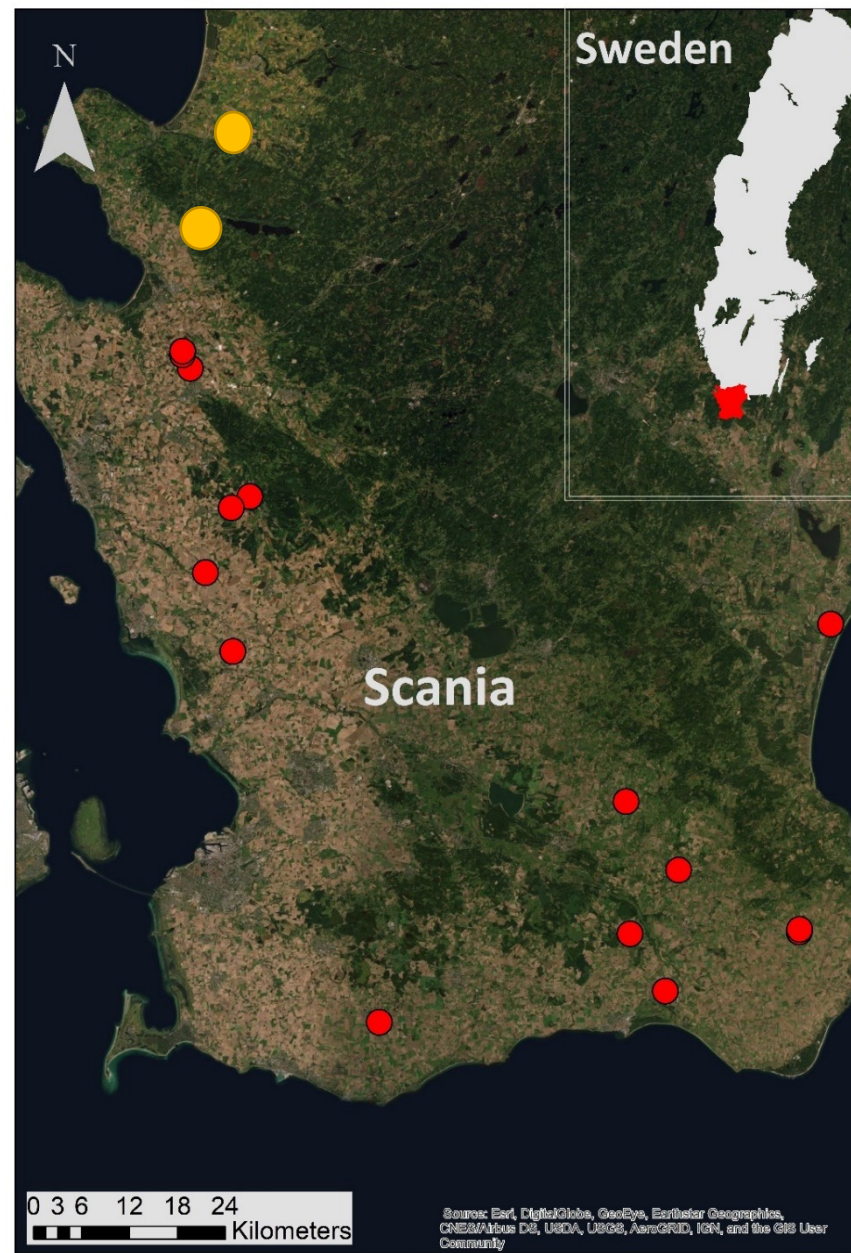 Sweden
N
Scania
0 3 6 12 18 24
Kilometers
Source: Esri, DigitalGlobe, GeoEye, Earthstar Geographics,
CNES/Airbus DS, USDA, USGS, AeroGRID, IGN, and the GIS User
Community